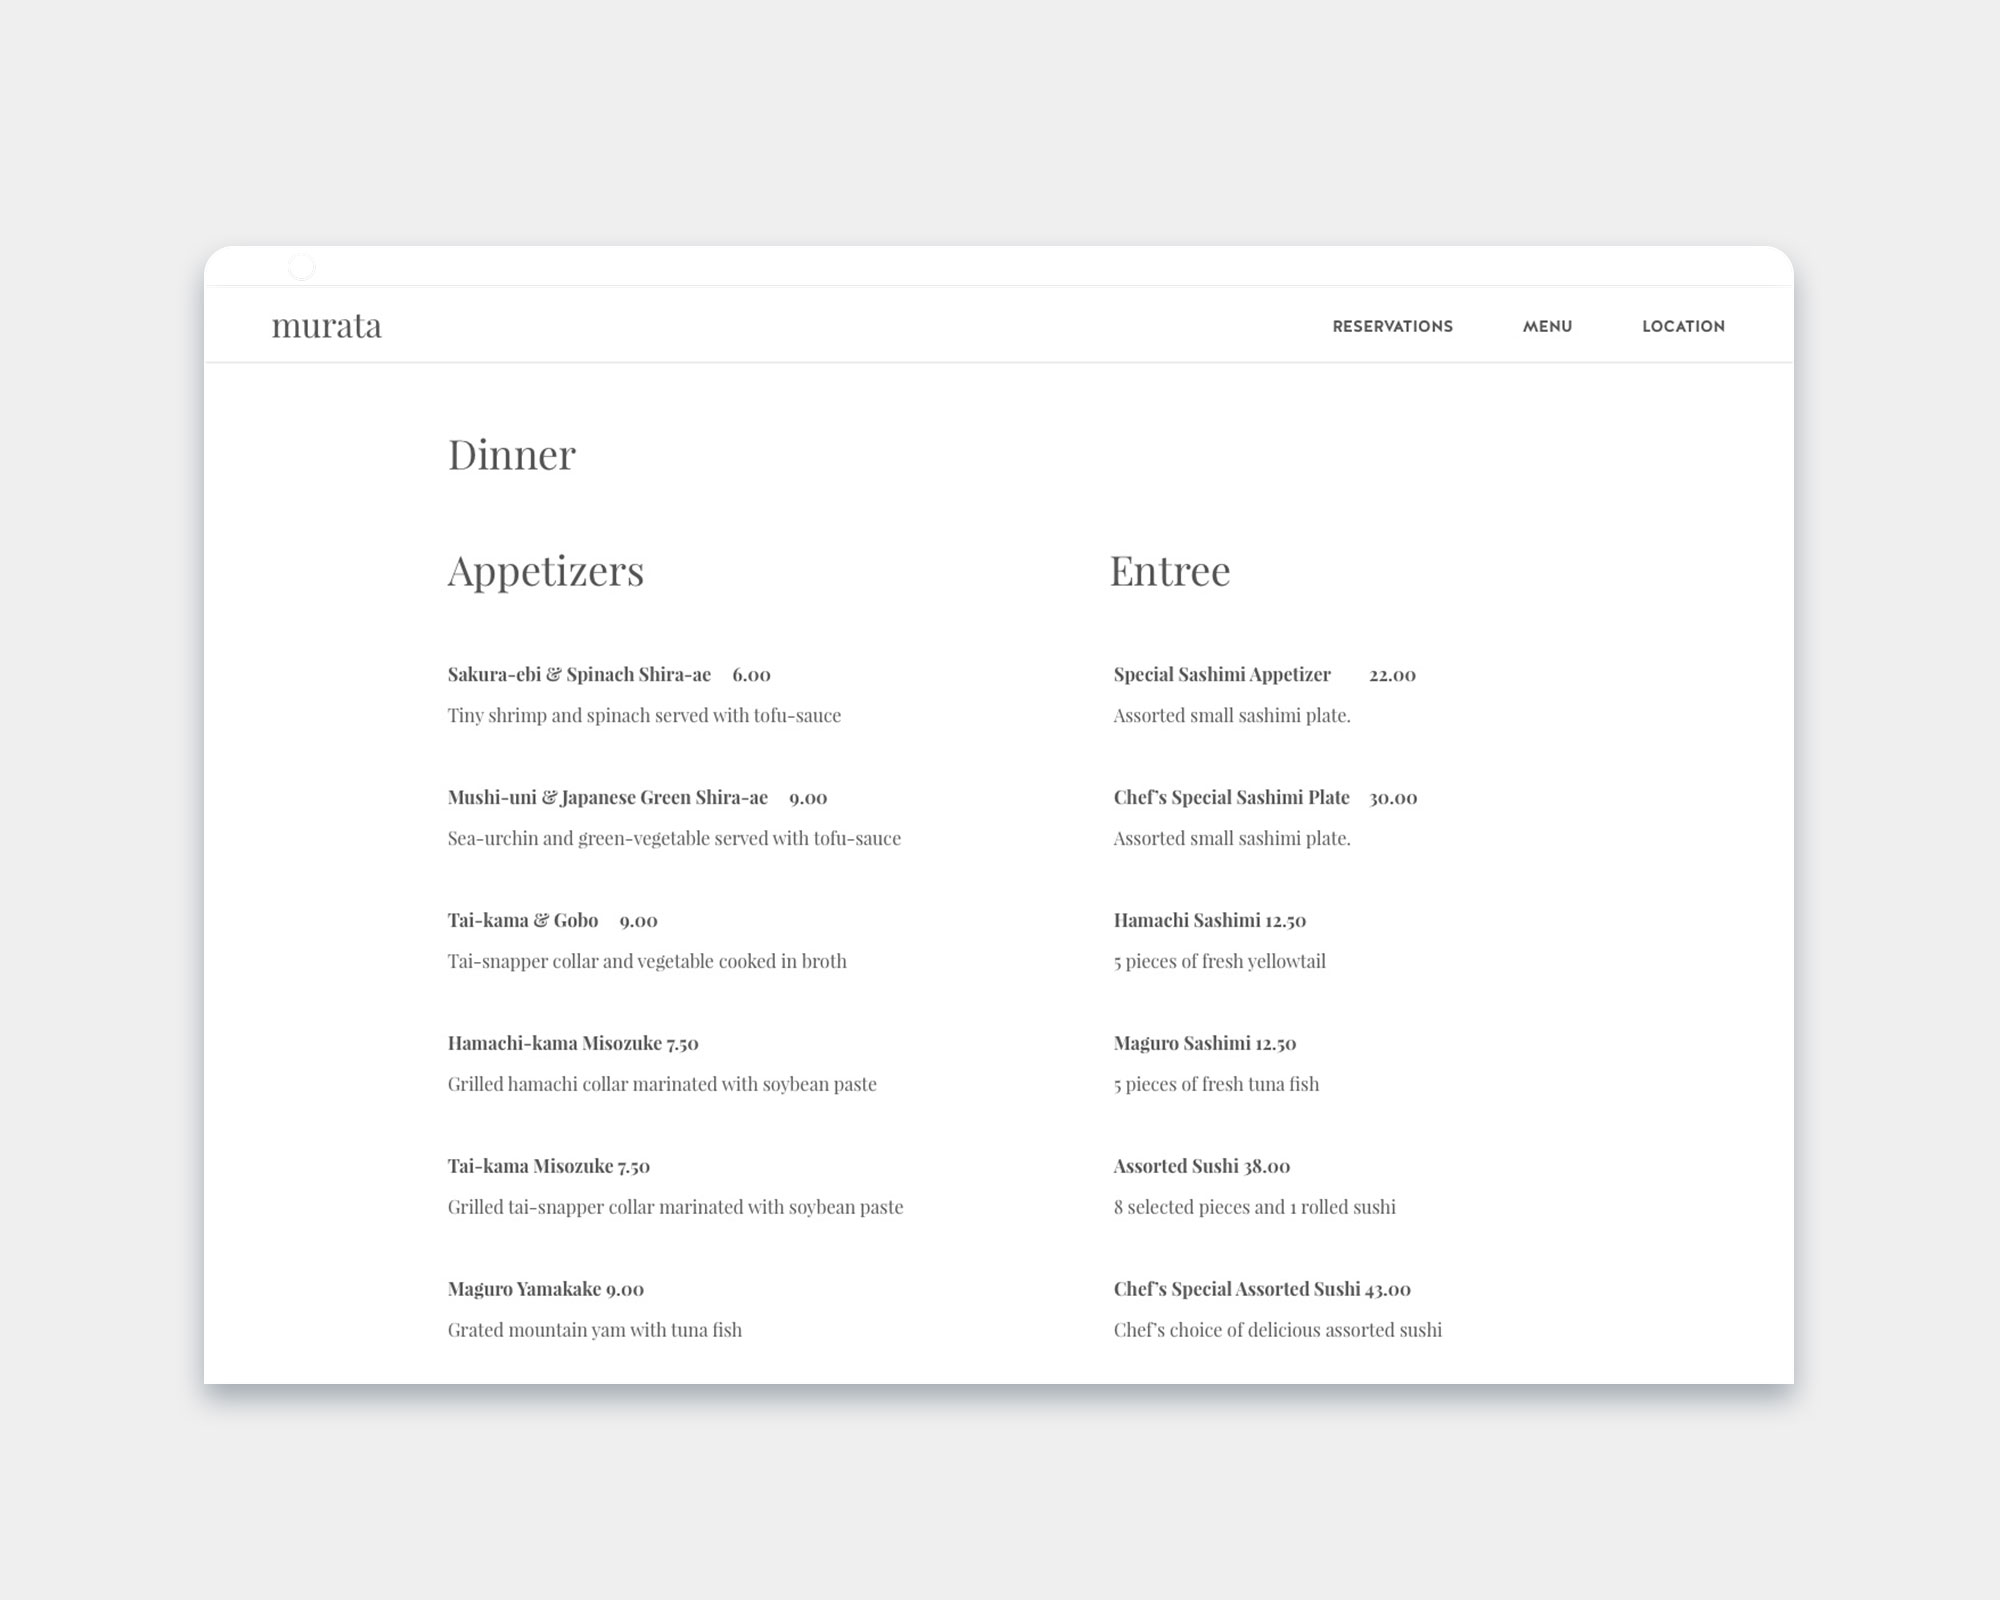 murata
RESERVATIONS
MENU
LOCATION
Dinner
Appetizers
Sakura-ebi & Spinach Shira-ae 6.00
Tiny shrimp and spinach served with tofu-sauce
Mushi-uni & Japanese Green Shira-ae 9.00
Sea-urchin and green-vegetable served with tofu-sauce
Tai-kama & Gobo 9.00
Tai-snapper collar and vegetable cooked in broth
Hamachi-kama Misozuke 7.50
Grilled hamachi collar marinated with soybean paste
Tai-kama Misozuke 7.50
Grilled tai-snapper collar marinated with soybean paste
Maguro Yamakake 9.00
Grated mountain yam with tuna fish
Entree
Special Sashimi Appetizer 22.00
Assorted small sashimi plate.
Chef’s Special Sashimi Plate 30.00
Assorted small sashimi plate.
Hamachi Sashimi 12.50
5 pieces of fresh yellowtail
Maguro Sashimi 12.50
5 pieces of fresh tuna fish
Assorted Sushi 38.00
8 selected pieces and 1 rolled sushi
Chef’s Special Assorted Sushi 43.00
Chef’s choice of delicious assorted sushi